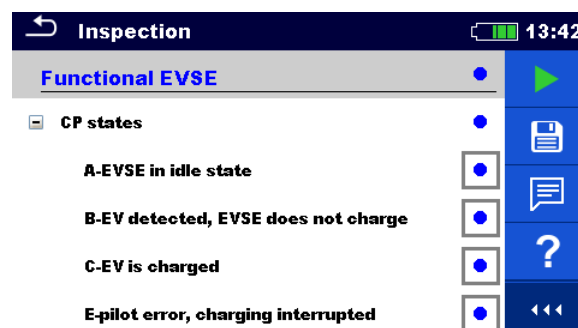 Inspection 13:42
Functional EVSE
CP states
A-EVSE in idle state
B-EV detected, EVSE does not charge
C-EV is charged
?
E-pilot error, charging interrupted